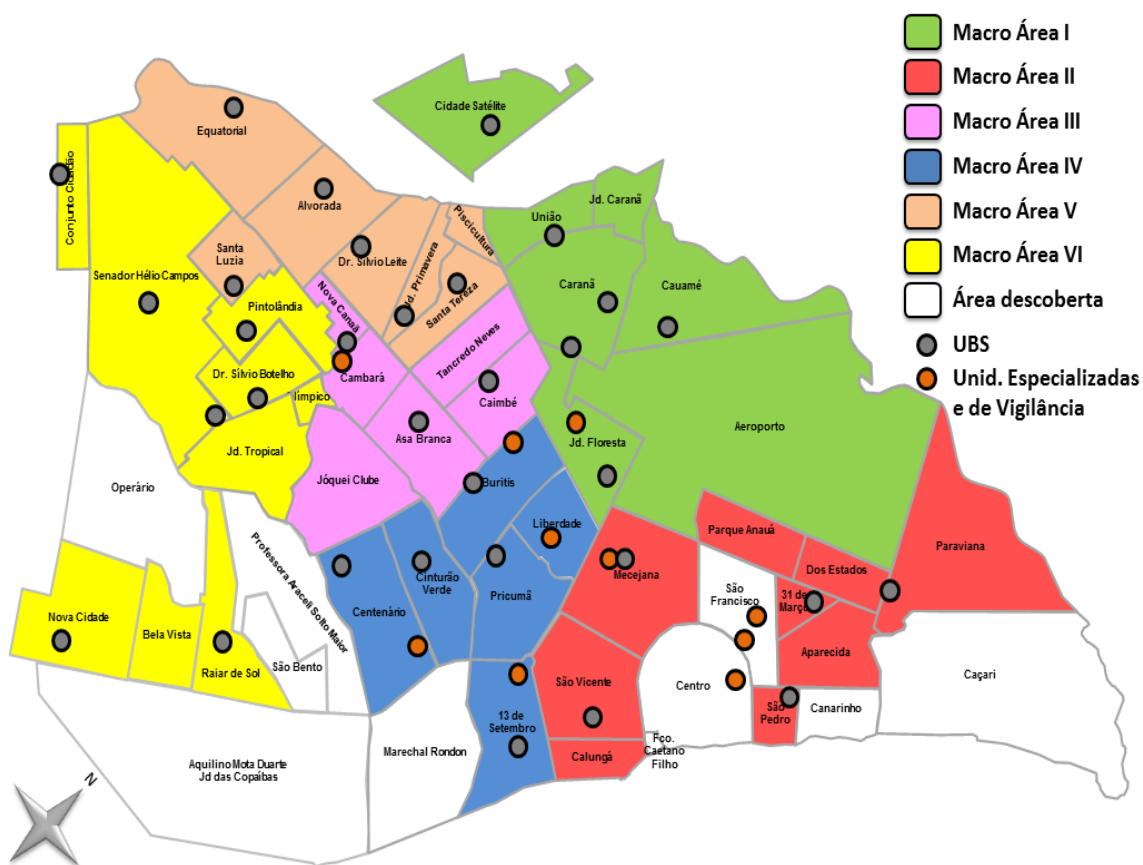 Macro Área I
Macro Área II
Macro Área III
Macro Área IV
Macro Área V
Macro Área VI
Área descoberta
UBS
Unid. Especializadas
e de Vigilância
Cidade Satélite
Equatorial
Conjunto Cidadão
Alvorada
Jd. Caranã
União
Piscicultura
Santa
Luzia
Dr. Sílvio Leite
Jd. Primavera
Senador Hélio Campos
Santa Tereza
Caranã
Cauamé
Pintolândia
Nova Canaã
Tancredo Neves
Dr. Sílvio Botelho
Cambará
Caimbé
Olímpico
Asa Branca
Aeroporto
Jd. Floresta
Jd. Tropical
Jóquei Clube
Buritis
Operário
Liberdade
Parque Anauá
Paraviana
Professora Araceli Solto Maior
Cinturão
Verde
Mecejana
Dos Estados
Pricumã
São
Francisco
31 de
Março
Centenário
Nova Cidade
Bela Vista
Raiar de Sol
São Bento
Aparecida
Caçari
São Vicente
Centro
13 de
Setembro
São
Pedro
Canarinho
Marechal Rondon
Calungá
Fco.
Caetano
Filho
Aquilino Mota Duarte
Jd das Copaíbas
N